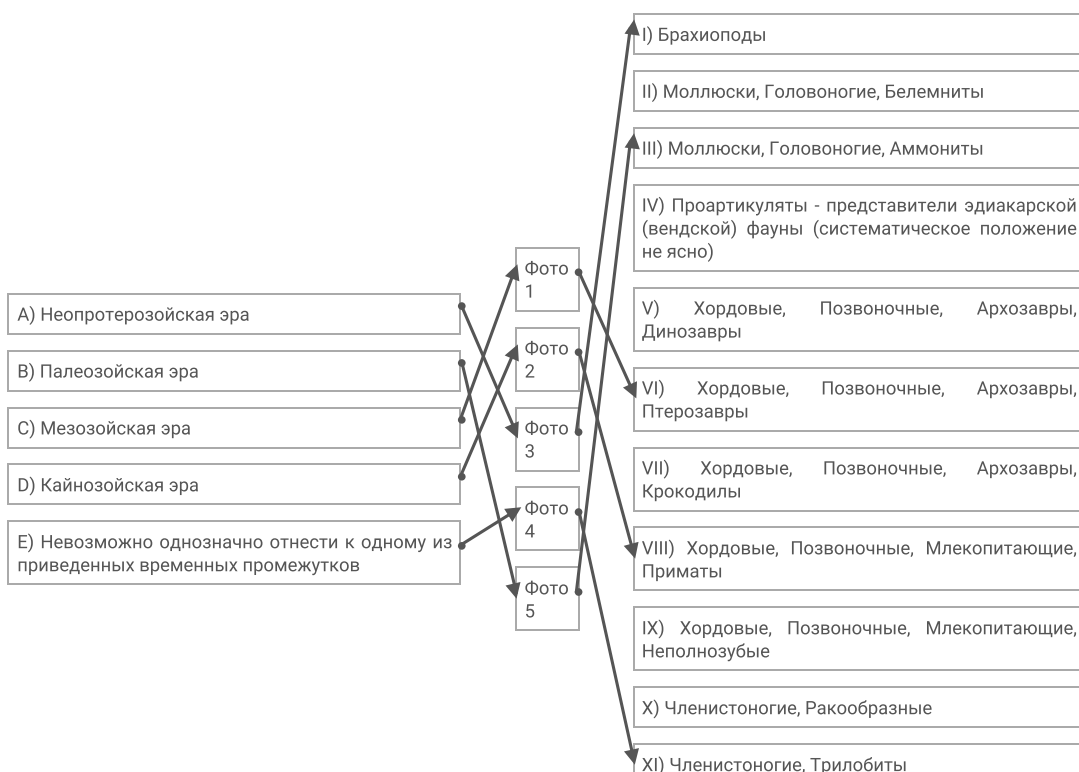 A) Неопротерозойская эра
B) Палеозойская эра
C) Мезозойская эра
D) Кайнозойская эра
E) Невозможно однозначно отнести к одному из
приведенных временных промежутков
Фото
1
Фото
2
Фото
3
Фото
4
Фото
5
I) Брахиоподы
II) Моллюски, Головоногие, Белемниты
III) Моллюски, Головоногие, Аммониты
IV) Проартикуляты - представители эдиакарской
(вендской) фауны (систематическое положение
не ясно)
V) Хордовые, Позвоночные, Архозавры,
Динозавры
VI) Хордовые, Позвоночные, Архозавры,
Птерозавры
VII) Хордовые, Позвоночные, Архозавры,
Крокодилы
VIII) Хордовые, Позвоночные, Млекопитающие,
Приматы
IX) Хордовые, Позвоночные, Млекопитающие,
Неполнозубые
X) Членистоногие, Ракообразные
XI) Членистоногие, Трилобиты